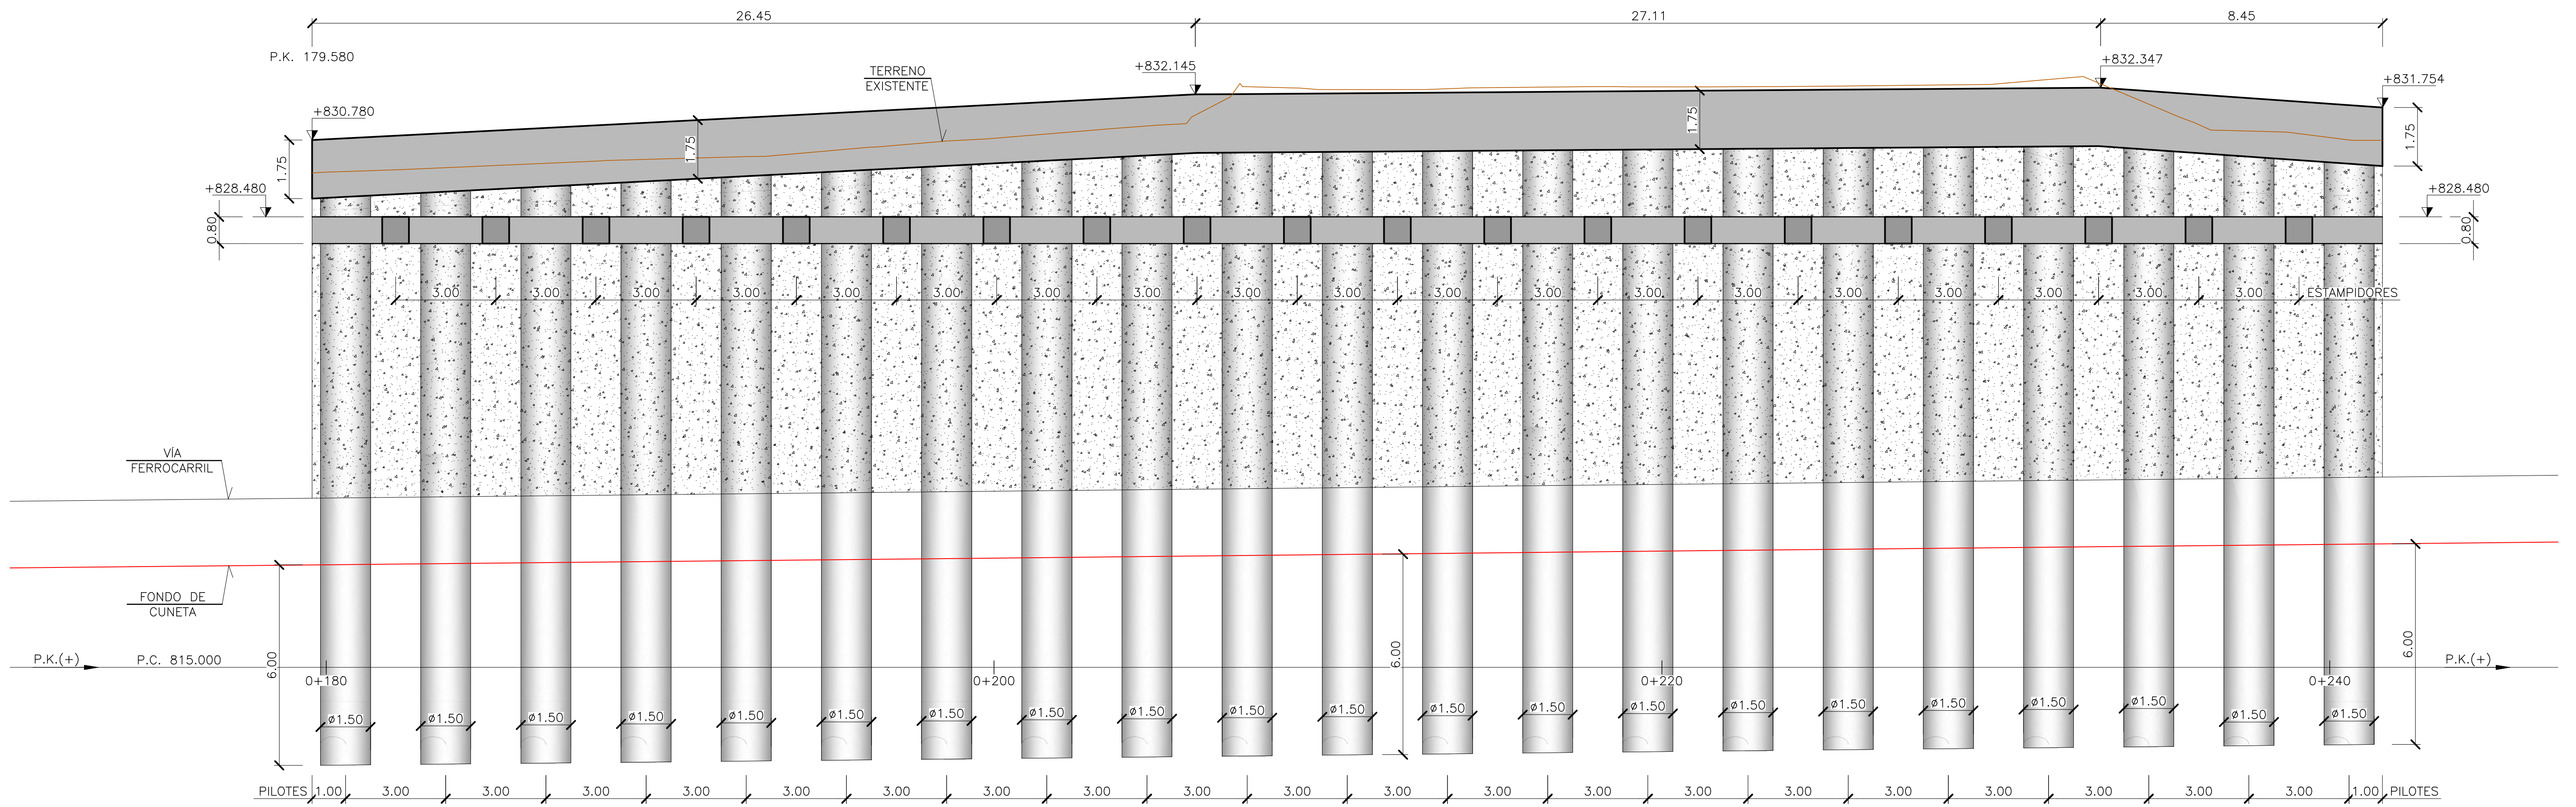 26.45 27.11 8.45
P.K. 179.580
+832.347
+832.145
TERRENO
EXISTENTE
+831.754
+830.780
1.75 1.75 1.75 1.75
+828.480 +828.480
0.80 0.80
3.00 3.00 3.00 3.00 3.00 3.00 3.00 3.00 3.00 3.00 3.00 3.00 3.00 3.00 3.00 3.00 3.00 3.00 3.00 ESTAMPIDORES
VÍA
FERROCARRIL
FONDO DE
CUNETA
6.00 6.00 6.00
P.K.(+) P.C. 815.000 P.K.(+)
0+180 0+200 0+220 0+240
ø1.50 ø1.50 ø1.50 ø1.50 ø1.50 ø1.50 ø1.50 ø1.50 ø1.50 ø1.50 ø1.50 ø1.50 ø1.50 ø1.50 ø1.50 ø1.50 ø1.50 ø1.50 ø1.50 ø1.50 ø1.50
PILOTES 1.00 3.00 3.00 3.00 3.00 3.00 3.00 3.00 3.00 3.00 3.00 3.00 3.00 3.00 3.00 3.00 3.00 3.00 3.00 3.00 3.00 1.00 PILOTES